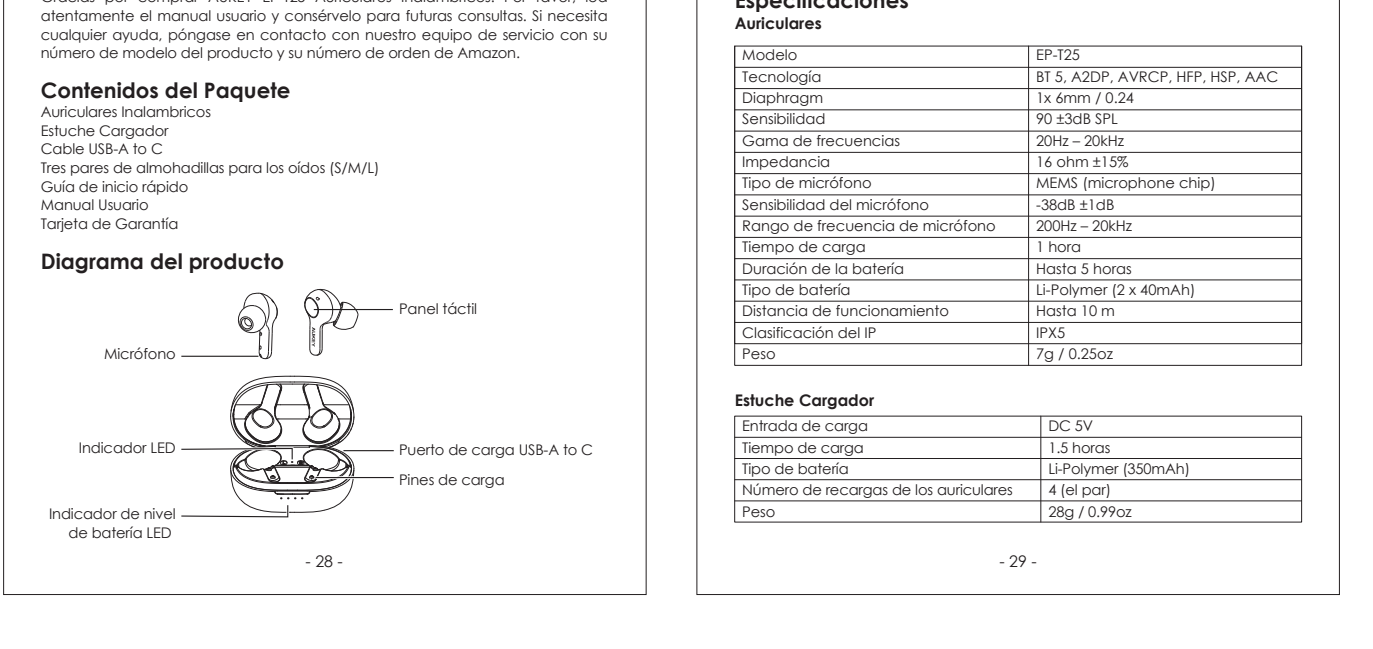 atentamente el manual usuario y consérvelo para futuras consultas. Si necesita
cualquier ayuda, póngase en contacto con nuestro equipo de servicio con su
número de modelo del producto y su número de orden de Amazon.
Contenidos del Paquete
Auriculares Inalambricos
Estuche Cargador
Cable USB-A to C
Tres pares de almohadillas para los oídos (S/M/L)
Guía de inicio rápido
Manual Usuario
Tarjeta de Garantía
Diagrama del producto
Panel táctil
AUKEY
Micrófono
Indicador LED
Puerto de carga USB-A to C
Pines de carga
Indicador de nivel
de batería LED
- 28 -
Especificaciones
Auriculares
Modelo EP-T25
Tecnología BT 5, A2DP, AVRCP, HFP, HSP, AAC
Diaphragm 1x 6mm / 0.24
Sensibilidad 90 ±3dB SPL
Gama de frecuencias 20Hz – 20kHz
Impedancia 16 ohm ±15%
Tipo de micrófono MEMS (microphone chip)
Sensibilidad del micrófono -38dB ±1dB
Rango de frecuencia de micrófono 200Hz – 20kHz
Tiempo de carga 1 hora
Duración de la batería Hasta 5 horas
Tipo de batería Li-Polymer (2 x 40mAh)
Distancia de funcionamiento Hasta 10 m
Clasificación del IP IPX5
Peso 7g / 0.25oz
Estuche Cargador
Entrada de carga DC 5V
Tiempo de carga 1.5 horas
Tipo de batería Li-Polymer (350mAh)
Número de recargas de los auriculares 4 (el par)
Peso 28g / 0.99oz
- 29 -